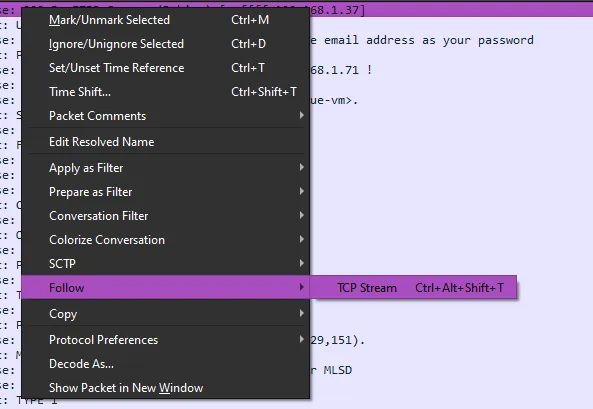 se: 168.1.37]
Mark/Unmark Selected Ctrl+M
Ignore/Unignore Selected Ctrl+D e email address as your password
Set/Unset Time Reference Ctrl+T 68.1.71 !
Time Shift... Ctrl+Shift+T ue-vm>.
Packet Comments
Edit Resolved Name
Apply as Filter
Prepare as Filter
Conversation Filter
Colorize Conversation
SCTP
Follow TCP Stream Ctrl+Alt+Shift+T
Copy
Protocol Preferences 29,151).
Decode As... r MLSD
Show Packet in New Window
t: TYPE I